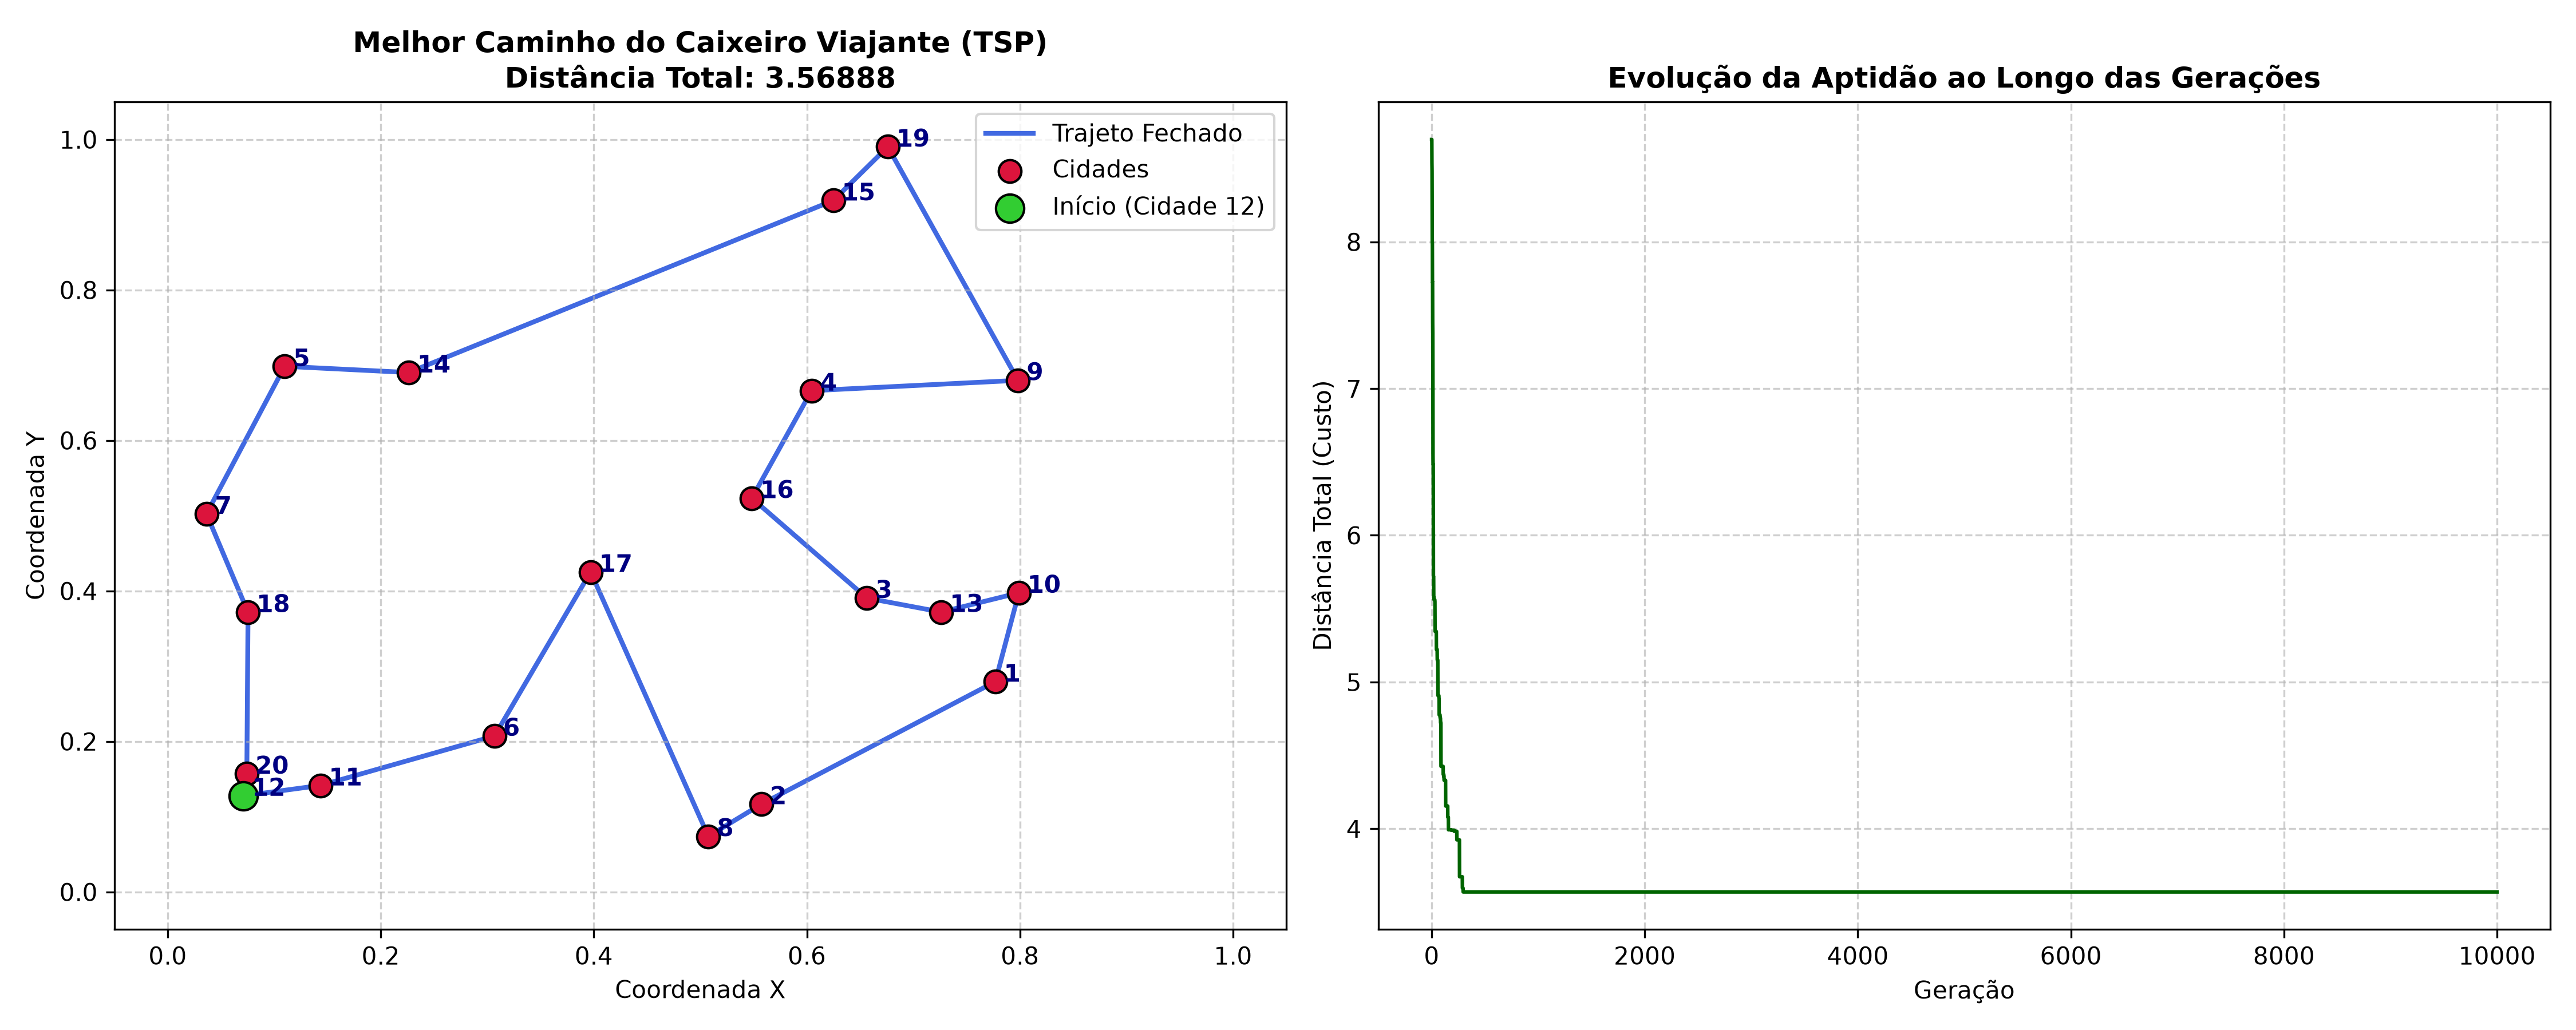 Melhor Caminho do Caixeiro Viajante (TSP)
Distância Total: 3.56888
Trajeto Fechado
Cidades
Início (Cidade 12)
19
15
5
14
4
9
7
16
17
18
3
13
10
1
6
20
12
11
2
8
1.0
0.8
0.6
0.4
0.2
0.0
Coordenada Y
0.0 0.2 0.4 0.6 0.8 1.0
Coordenada X
Evolução da Aptidão ao Longo das Gerações
8
7
6
5
4
Distância Total (Custo)
0 2000 4000 6000 8000 10000
Geração